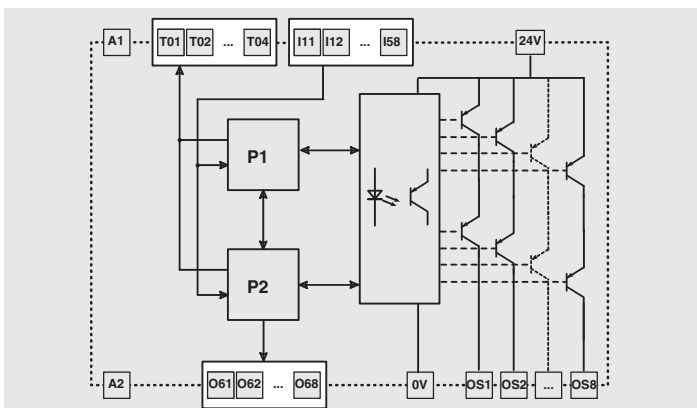 A1 T01 T02 ... T04 I11 I12 ... I58 24V
P1
P2
A2 O61 O62 ... O68 0V OS1 OS2 ... OS8